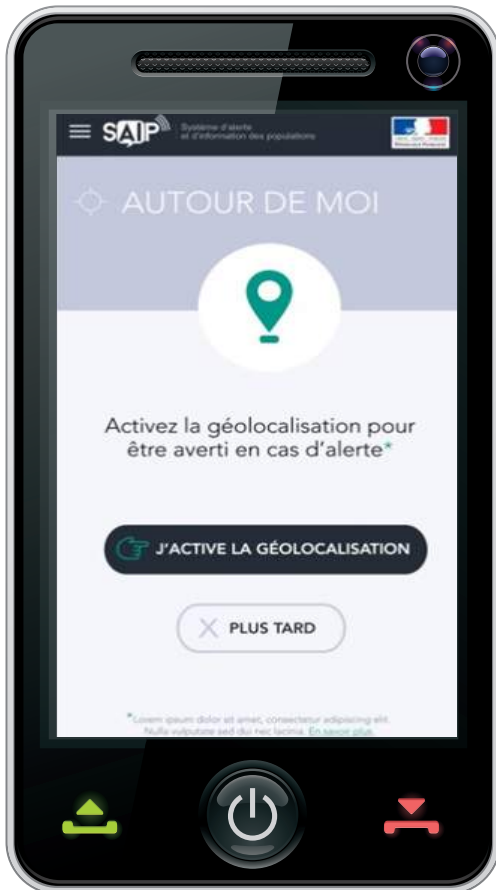 SAIP
Système d'alerte
et d'information des populations
AUTOUR DE MOI
Activez la géolocalisation pour
être averti en cas d'alerte*
J'ACTIVE LA GÉOLOCALISATION
PLUS TARD
*Lorem ipsum dolor sit amet, consectetur adipiscing elit.
Nulla vulputate sed dui nec lacinia. En savoir plus.